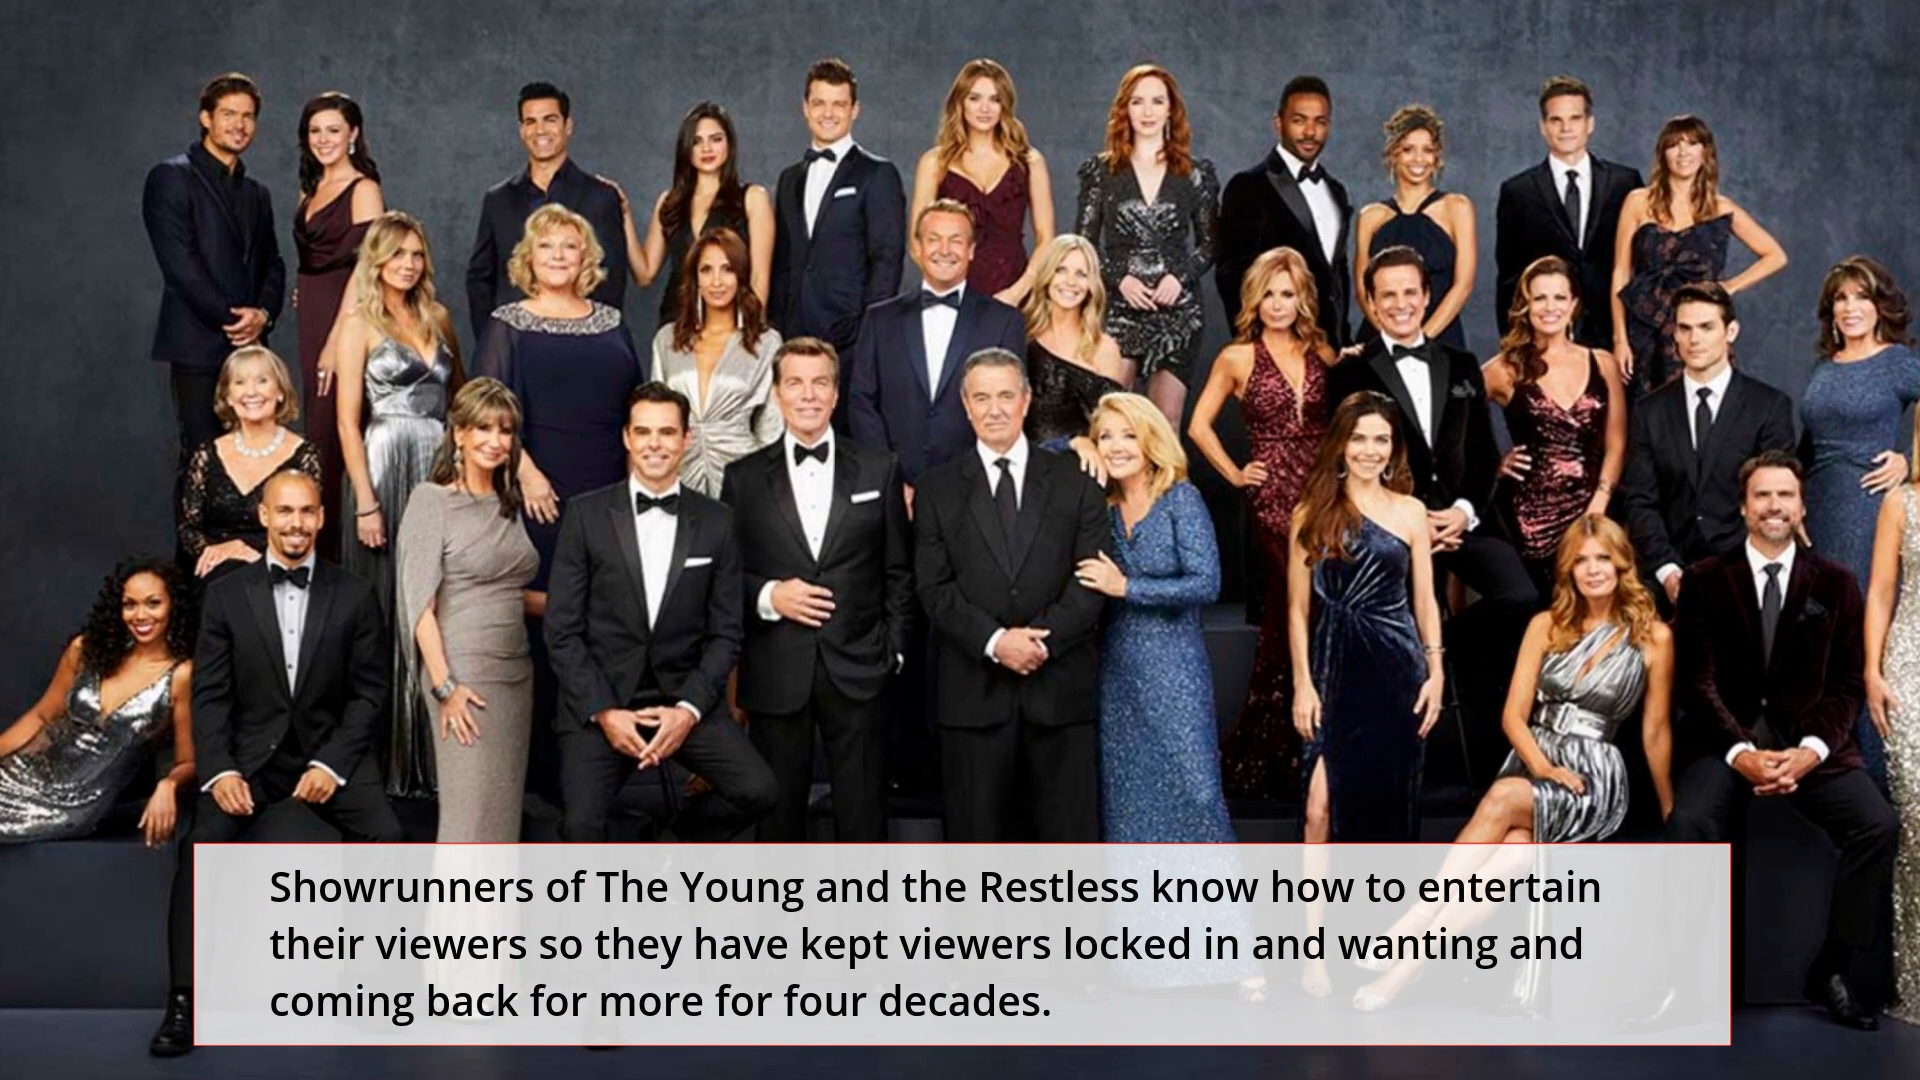 Showrunners of The Young and the Restless know how to entertain
their viewers so they have kept viewers locked in and wanting and
coming back for more for four decades.